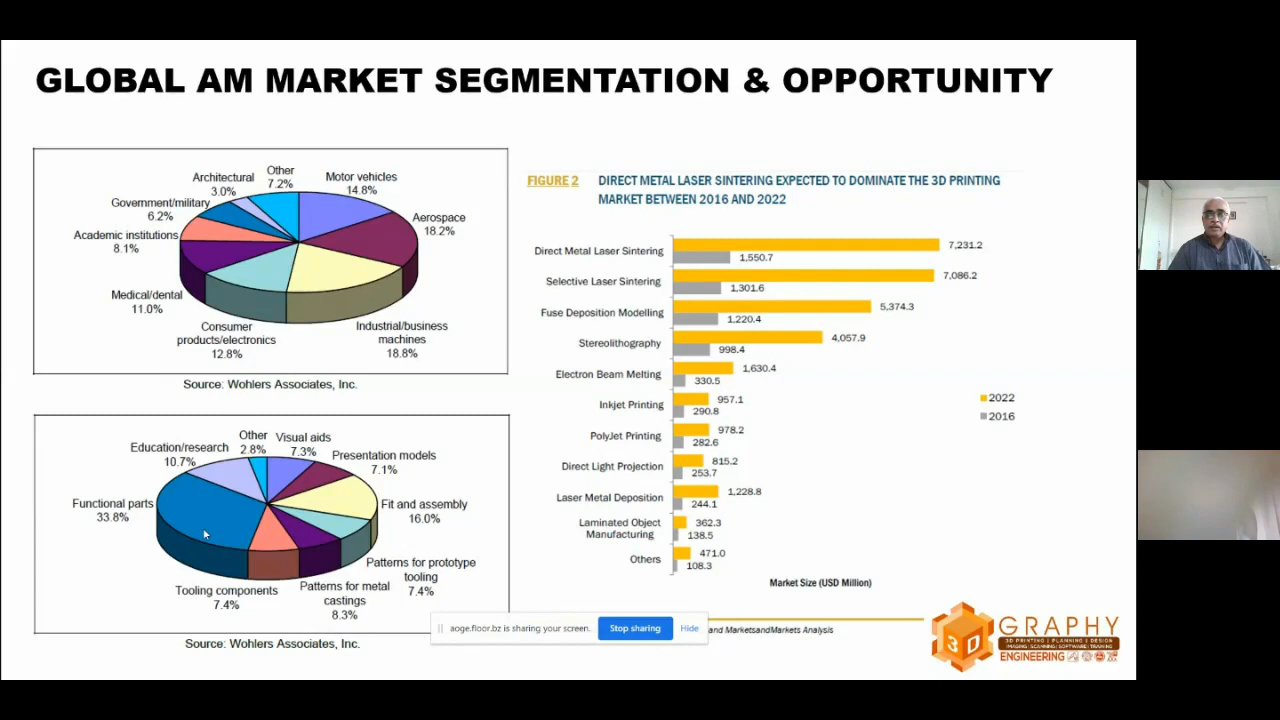 GLOBAL AM MARKET SEGMENTATION & OPPORTUNITY
Architectural
3.0%
Other
7.2%
Motor vehicles
14.8%
Government/military
6.2%
Aerospace
18.2%
Academic institutions
8.1%
Medical/dental
11.0%
Consumer
products/electronics
12.8%
Industrial/business
machines
18.8%
Source: Wohlers Associates, Inc.
Other
2.8%
Visual aids
7.3%
Education/research
10.7%
Presentation models
7.1%
Functional parts
33.8%
Fit and assembly
16.0%
Patterns for prototype
tooling
7.4%
Tooling components
7.4%
Patterns for metal
castings
8.3%
Source: Wohlers Associates, Inc.
FIGURE 2
DIRECT METAL LASER SINTERING EXPECTED TO DOMINATE THE 3D PRINTING
MARKET BETWEEN 2016 AND 2022
Direct Metal Laser Sintering
7,231.2
1,550.7
Selective Laser Sintering
7,086.2
1,301.6
Fuse Deposition Modelling
5,374.3
1,220.4
Stereolithography
4,057.9
998.4
Electron Beam Melting
1,630.4
330.5
Inkjet Printing
957.1
290.8
PolyJet Printing
978.2
282.6
Direct Light Projection
815.2
253.7
Laser Metal Deposition
1,228.8
244.1
Laminated Object
Manufacturing
362.3
138.5
Others
471.0
108.3
2022
2016
Market Size (USD Million)
aoge.floor.bz is sharing your screen.
Stop sharing
Hide
and MarketsandMarkets Analysis
3D
GRAPHY
3D PRINTING | PLANNING & DESIGN
IMAGING | SCANNING | SOFTWARE | TRAINING
ENGINEERING